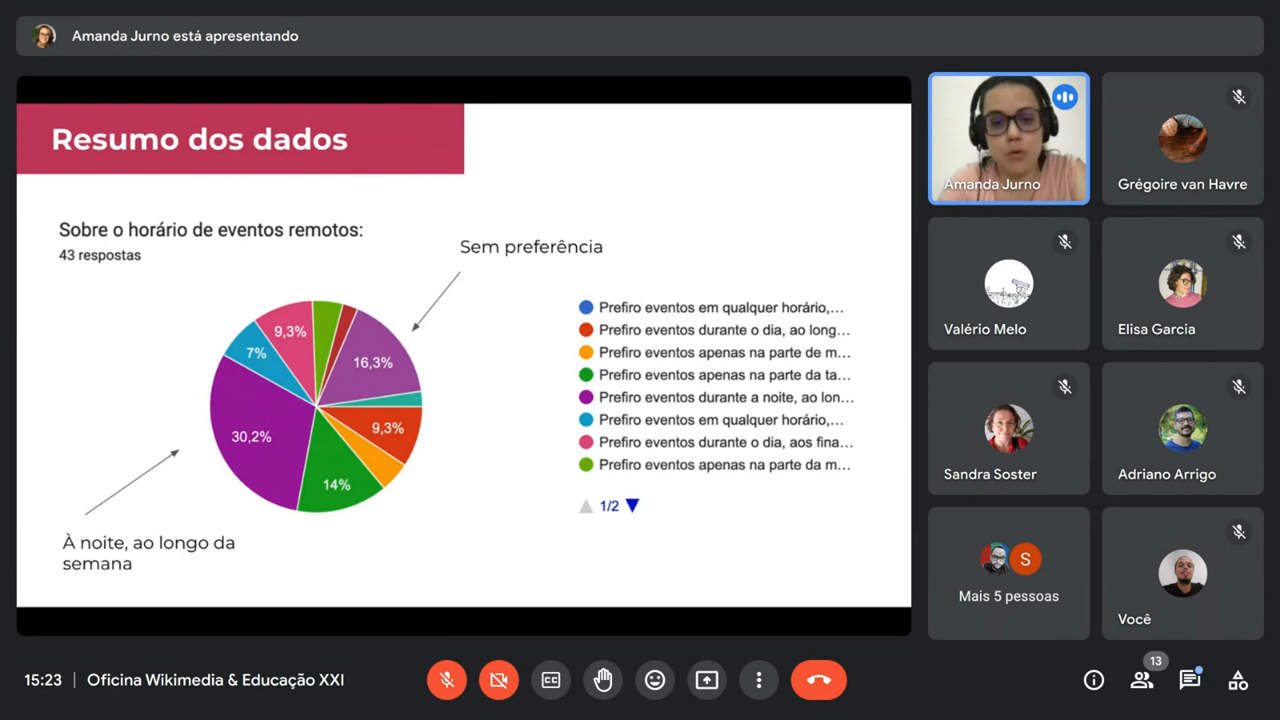 Amanda Jurno está apresentando
Resumo dos dados
Sobre o horário de eventos remotos:
43 respostas
Sem preferência
9,3%
7%
16,3%
30,2%
9,3%
14%
À noite, ao longo da
semana
Prefiro eventos em qualquer horário,...
Prefiro eventos durante o dia, ao long...
Prefiro eventos apenas na parte de m...
Prefiro eventos apenas na parte da ta...
Prefiro eventos durante a noite, ao lon...
Prefiro eventos em qualquer horário,...
Prefiro eventos durante o dia, aos fina...
Prefiro eventos apenas na parte da m...
1/2
Amanda Jurno
Grégoire van Havre
Valério Melo
Elisa Garcia
Sandra Soster
Adriano Arrigo
S
Mais 5 pessoas
Você
15:23 | Oficina Wikimedia & Educação XXI
CC
13